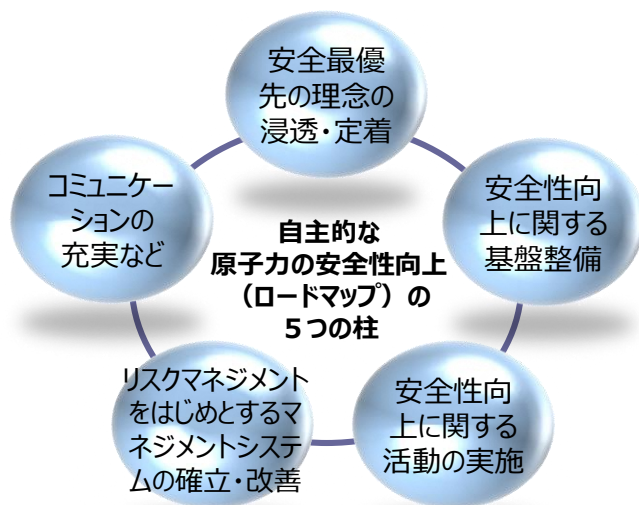 安全最優
先の理念の
浸透・定着
コミュニケー
ションの
充実など
安全性向
上に関する
基盤整備
自主的な
原子力の安全性向上
（ロードマップ）の
５つの柱
リスクマネジメント
をはじめとするマ
ネジメントシステ
ムの確立・改善
安全性向
上に関する
活動の実施